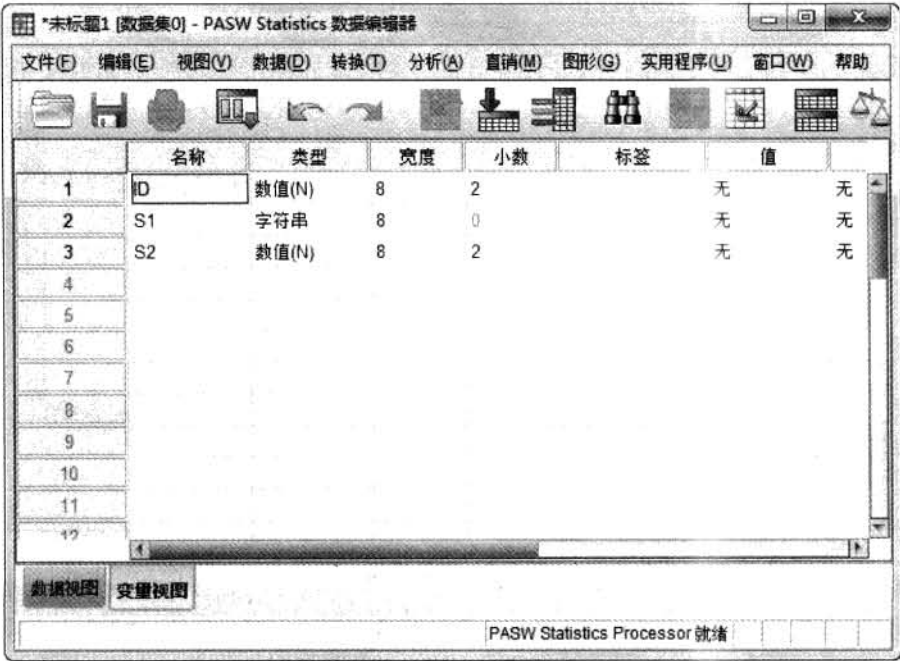 *未标题1 [数据集0] - PASW Statistics 数据编辑器
文件(F) 编辑(E) 视图(V) 数据(D) 转换(T) 分析(A) 直销(M) 图形(G) 实用程序(U) 窗口(W) 帮助
名称 类型 宽度 小数 标签 值
1 ID 数值(N) 8 2 无 无
2 S1 字符串 8 0 无 无
3 S2 数值(N) 8 2 无 无
4
5
6
7
8
9
10
11
12
数据视图 变量视图
PASW Statistics Processor 就绪